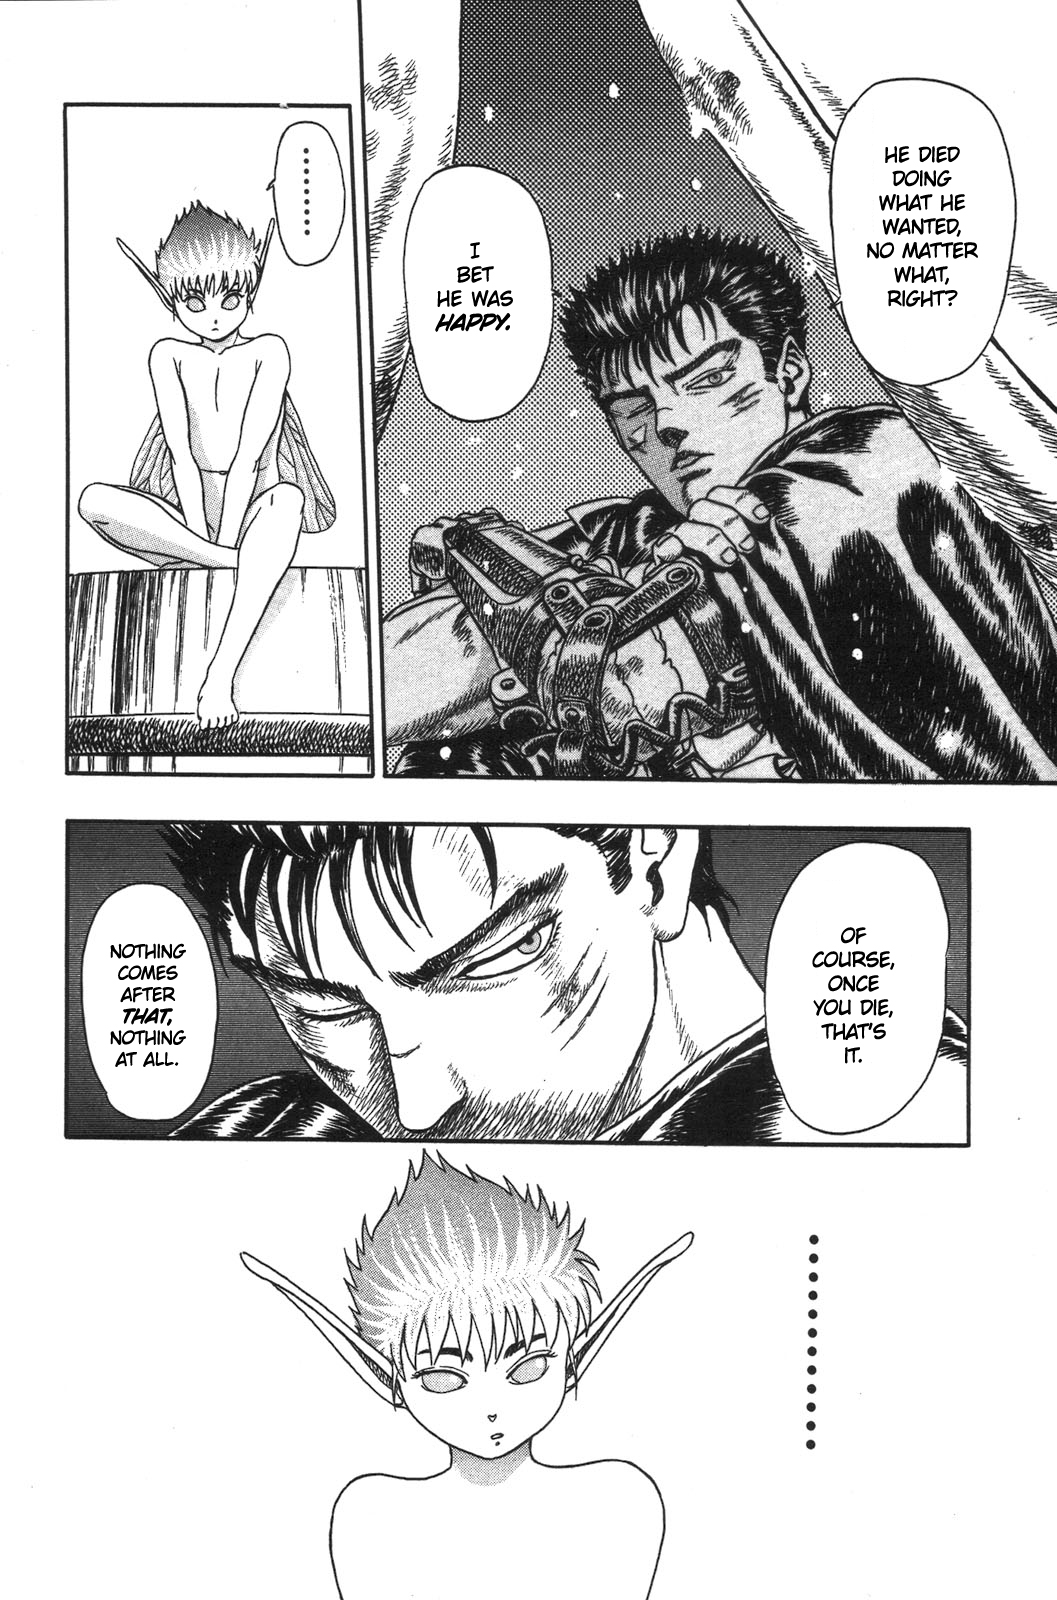 HE DIED
DOING
WHAT HE
WANTED,
NO MATTER
WHAT,
RIGHT?
I
BET
HE WAS
HAPPY.
........
OF
COURSE,
ONCE
YOU DIE,
THAT'S
IT.
NOTHING
COMES
AFTER
THAT,
NOTHING
AT ALL.
............